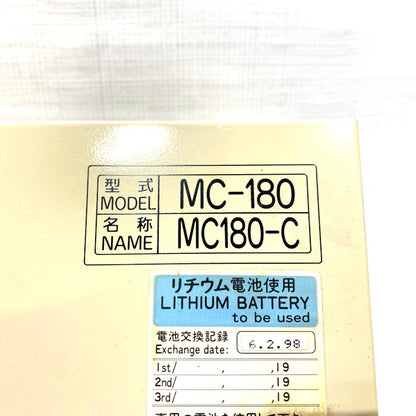 型式 MODEL MC-180
名称 NAME MC180-C
リチウム電池使用
LITHIUM BATTERY
to be used
電池交換記録
Exchange date: 6.2.98
1st/ , ,19
2nd/ , ,19
3rd/ , ,19